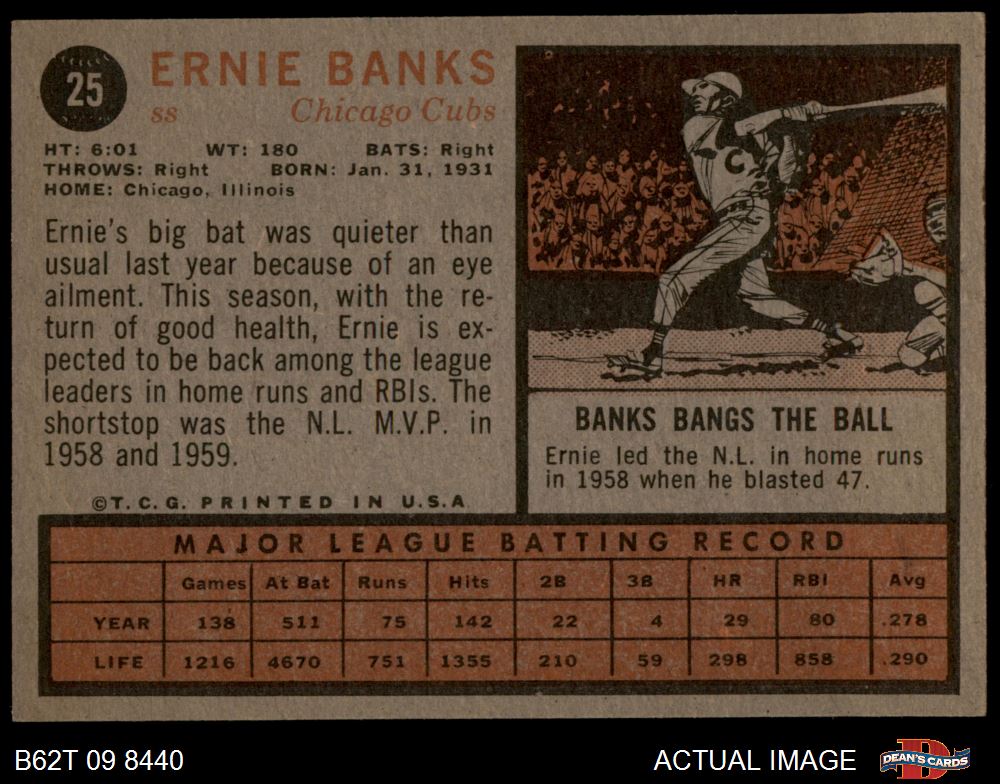 25
ERNIE BANKS
ss Chicago Cubs
HT: 6:01 WT: 180 BATS: Right
THROWS: Right BORN: Jan. 31, 1931
HOME: Chicago, Illinois
Ernie's big bat was quieter than
usual last year because of an eye
ailment. This season, with the re-
turn of good health, Ernie is ex-
pected to be back among the league
leaders in home runs and RBIs. The
shortstop was the N.L. M.V.P. in
1958 and 1959.
©T.C.G. PRINTED IN U.S.A
C
BANKS BANGS THE BALL
Ernie led the N.L. in home runs
in 1958 when he blasted 47.
MAJOR LEAGUE BATTING RECORD
Games At Bat Runs Hits 2B 3B HR RBI Avg
YEAR 138 511 75 142 22 4 29 80 .278
LIFE 1216 4670 751 1355 210 59 298 858 .290
B62T 09 8440 ACTUAL IMAGE
D
DEAN'S CARDS